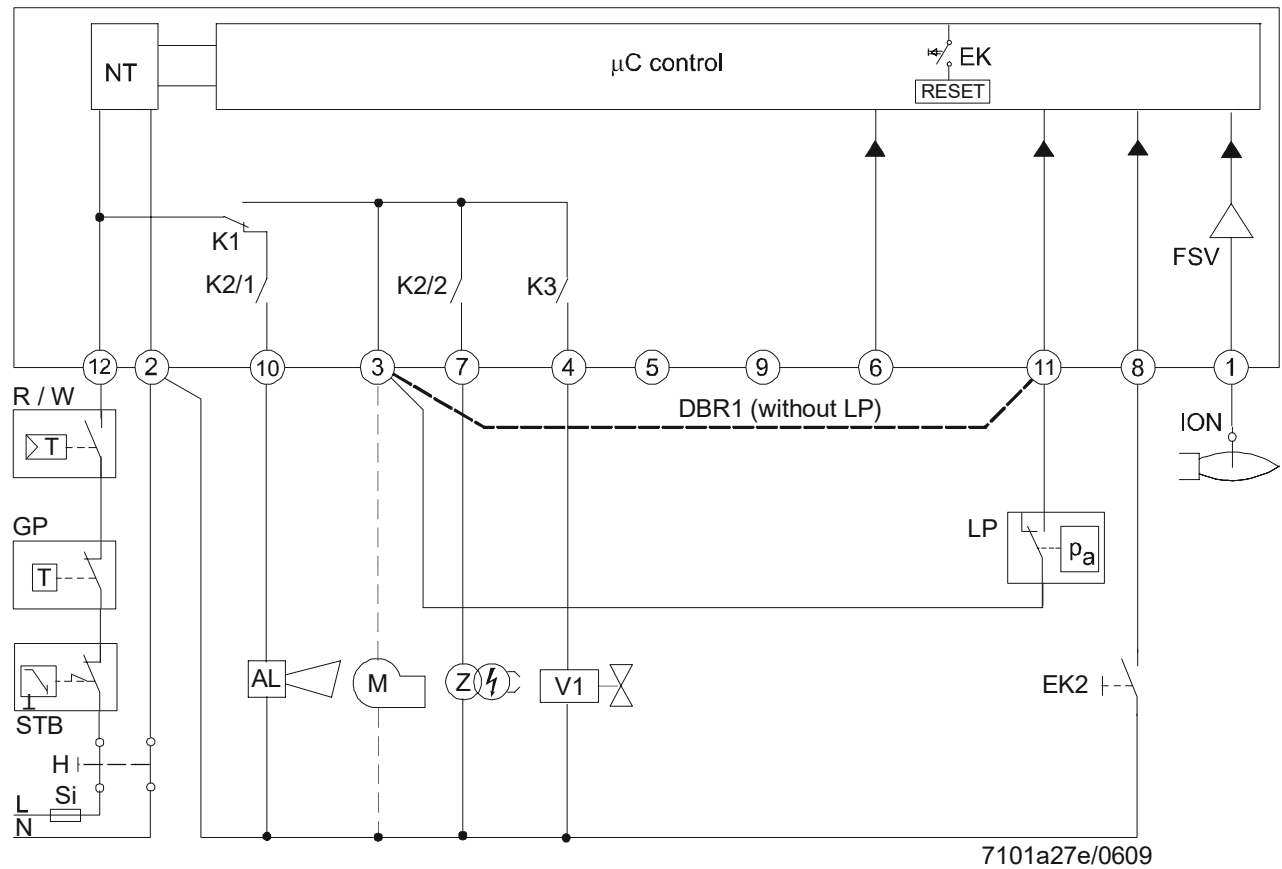 NT
μC control
EK
RESET
K1
K2/1
K2/2
K3
FSV
12
2
10
3
7
4
5
9
6
11
8
1
R / W
DBR1 (without LP)
ION
T
GP
LP
pa
T
AL
M
Z
V1
EK2
STB
H
Si
L
N
7101a27e/0609